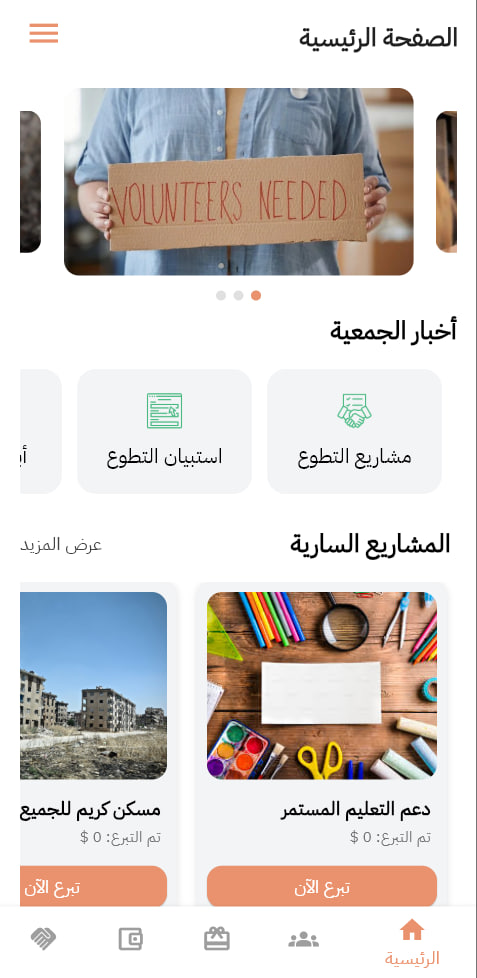 الصفحة الرئيسية
VOLUNTEERS NEEDED
أخبار الجمعية
مشاريع التطوع
استبيان التطوع
المشاريع السارية
عرض المزيد
دعم التعليم المستمر
تم التبرع: 0 $
تبرع الآن
مسكن كريم للجميع
تم التبرع: 0 $
تبرع الآن
الرئيسية